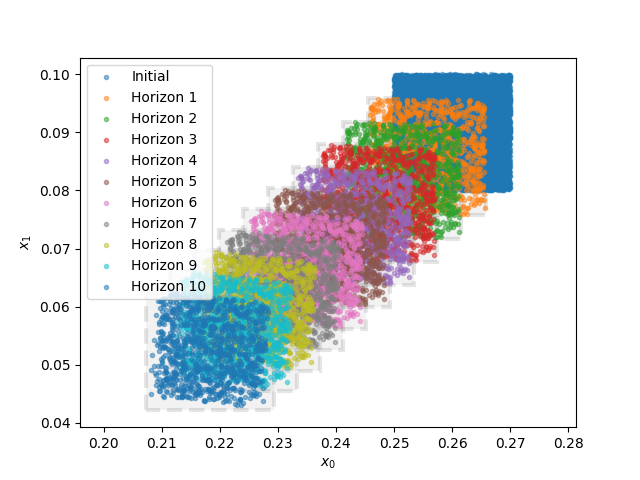 Initial
Horizon 1
Horizon 2
Horizon 3
Horizon 4
Horizon 5
Horizon 6
Horizon 7
Horizon 8
Horizon 9
Horizon 10
0.10
0.09
0.08
0.07
0.06
0.05
0.04
x₁
0.20 0.21 0.22 0.23 0.24 0.25 0.26 0.27 0.28
x₀